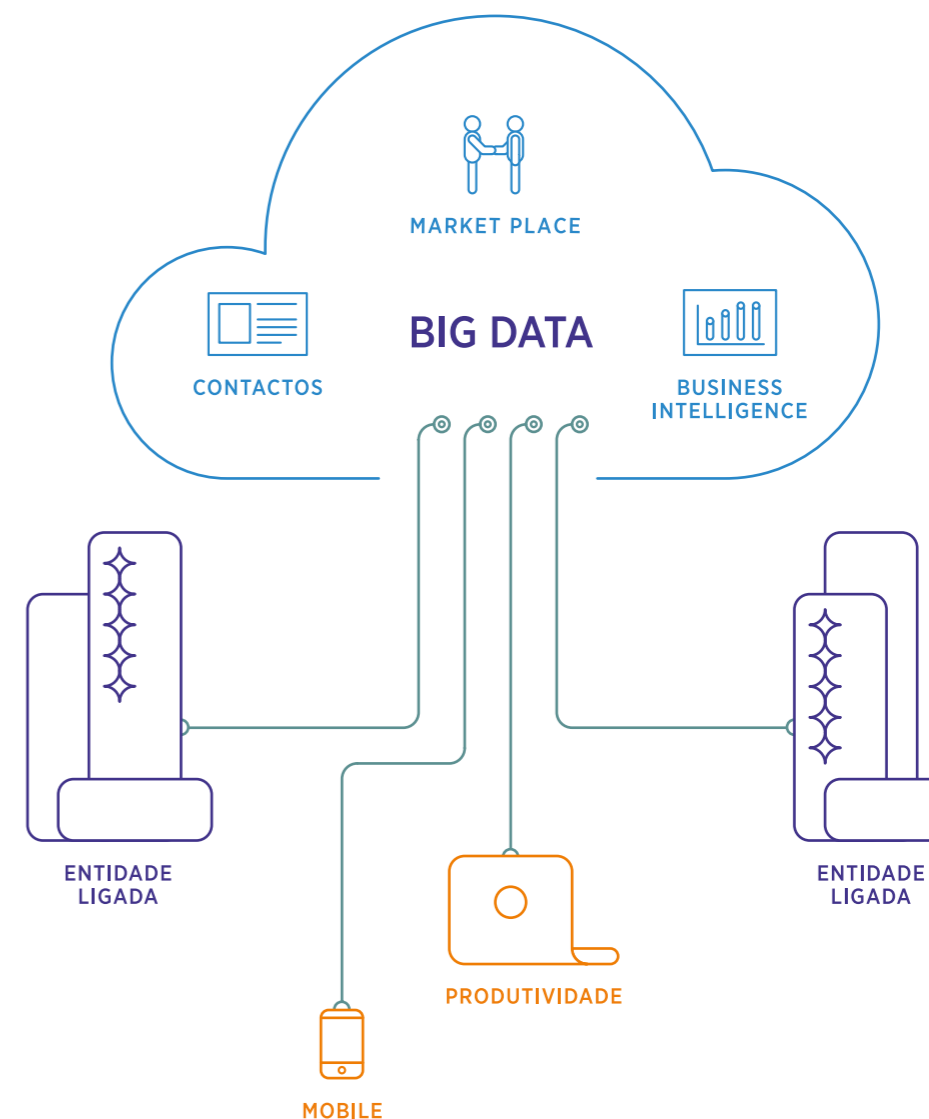 MARKET PLACE
BIG DATA
CONTACTOS
BUSINESS
INTELLIGENCE
ENTIDADE
LIGADA
ENTIDADE
LIGADA
PRODUTIVIDADE
MOBILE